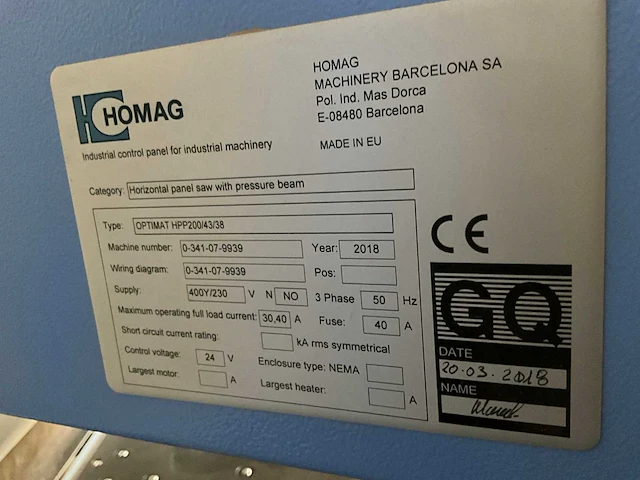 HOMAG
HOMAG
MACHINERY BARCELONA SA
Pol. Ind. Mas Dorca
E-08480 Barcelona
Industrial control panel for industrial machinery
MADE IN EU
Category: Horizontal panel saw with pressure beam
Type: OPTIMAT HPP200/43/38
Machine number: 0-341-07-9939 Year: 2018
Wiring diagram: 0-341-07-9939 Pos:
Supply: 400Y/230 V N NO 3 Phase 50 Hz
Maximum operating full load current: 30,40 A Fuse: 40 A
Short circuit current rating: kA rms symmetrical
Control voltage: 24 V Enclosure type: NEMA
Largest motor: A Largest heater: A
CE
GQ
DATE
20.03.2018
NAME